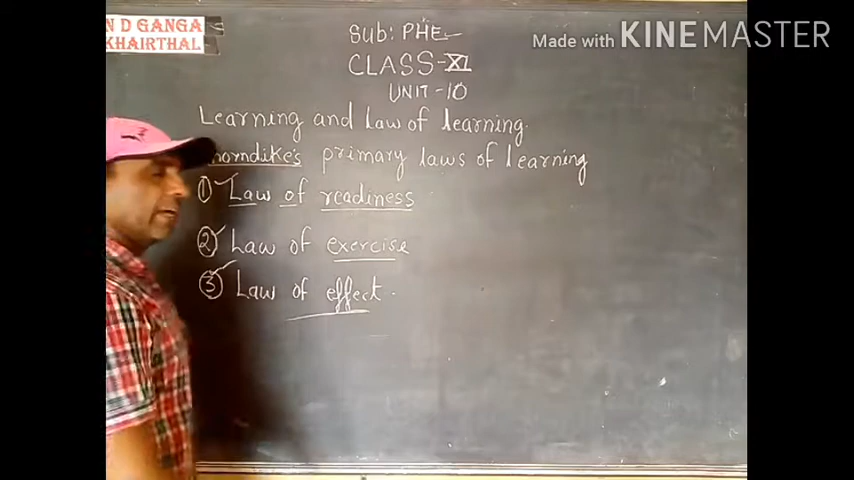 N D GANGA
KHAIRTHAL
Made with KINEMASTER
Sub: PHE
CLASS-XI
UNIT-10
Learning and law of learning.
horndike's primary laws of learning
① Law of readiness
② Law of exercise
③ Law of effect.